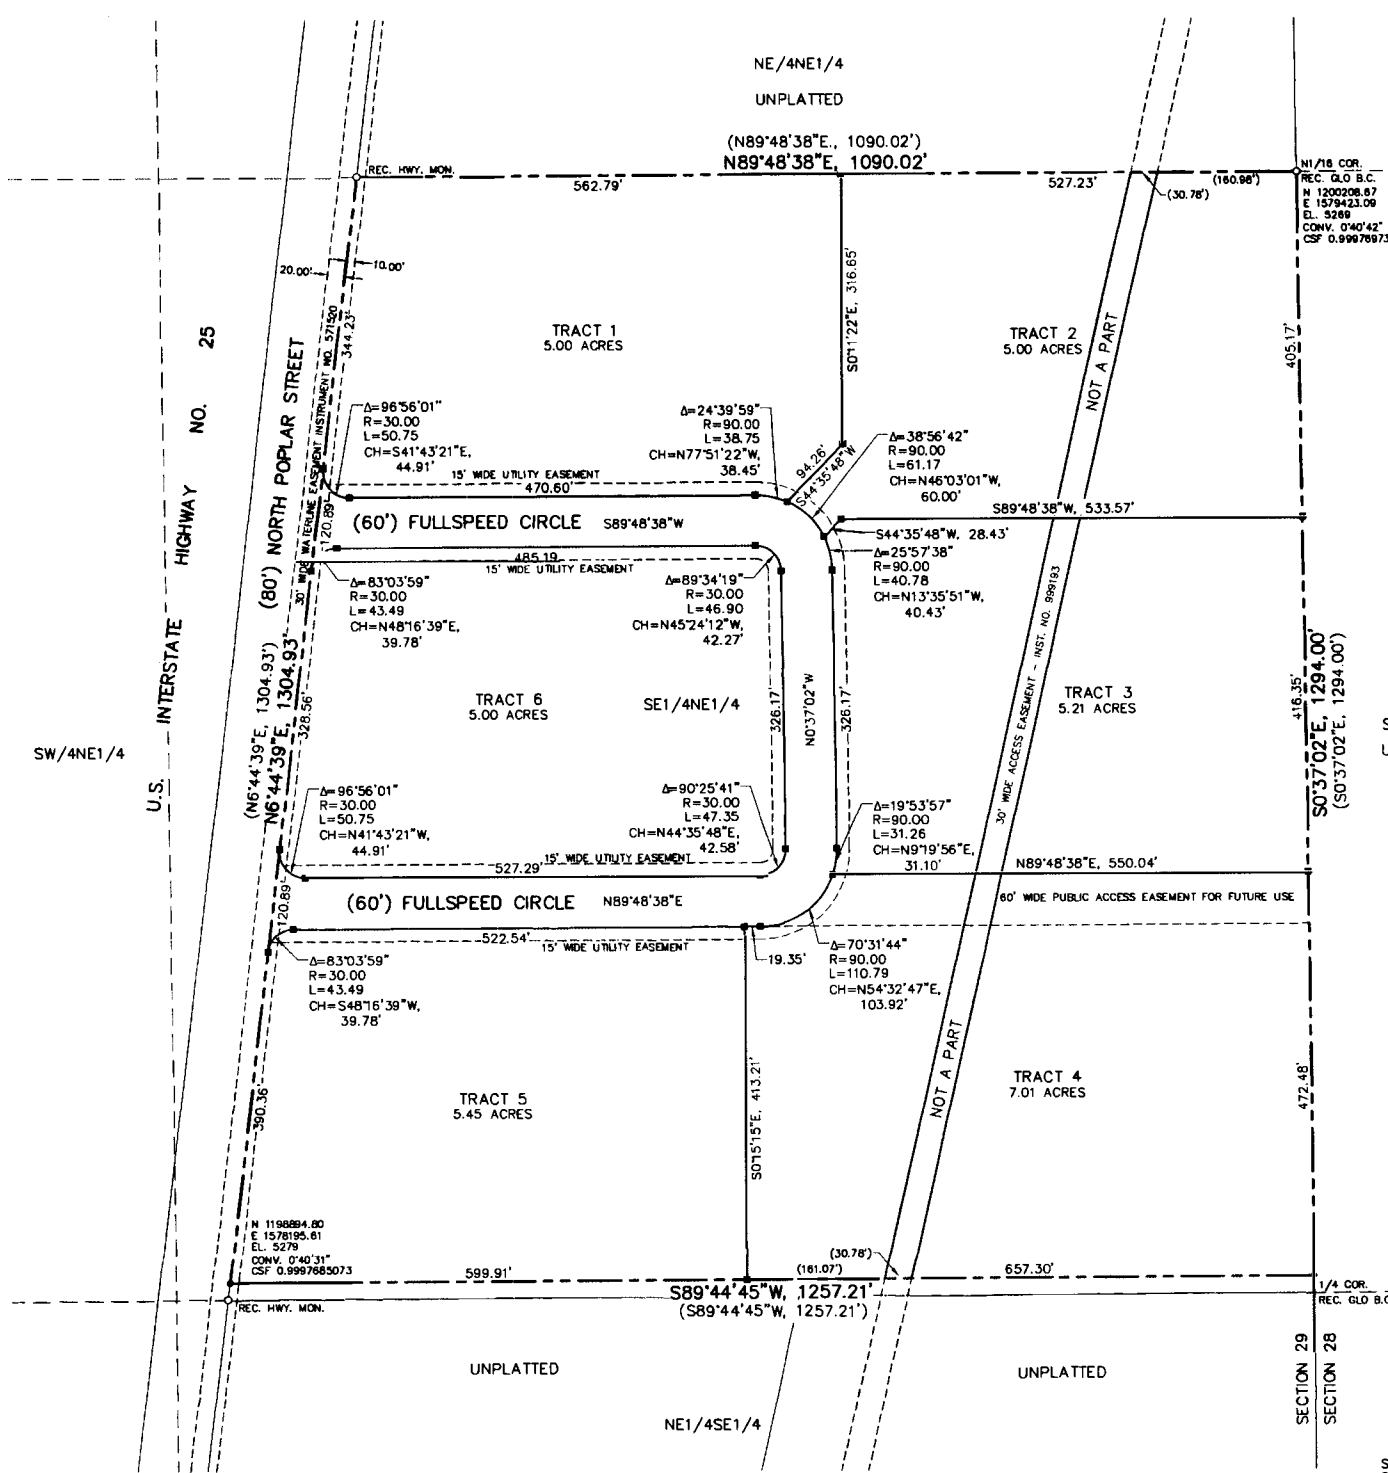 NE/4NE1/4
UNPLATTED
(N89°48'38"E., 1090.02')
N89°48'38"E, 1090.02'
REC. HWY. MON.
562.79'
527.23'
(30.78')
(160.98')
N1/16 COR.
REC. GLO B.C.
N 1200208.67
E 1579423.09
EL. 5269
CONV. 0°40'42"
CSF 0.99976973
20.00'
10.00'
344.23'
S0°11'22"E, 316.65'
405.17'
U.S. INTERSTATE HIGHWAY NO. 25
(80') NORTH POPLAR STREET
30' WIDE WATERLINE EASEMENT INSTRUMENT NO. 571520
TRACT 1
5.00 ACRES
TRACT 2
5.00 ACRES
NOT A PART
Δ=96°56'01"
R=30.00
L=50.75
CH=S41°43'21"E,
44.91'
Δ=24°39'59"
R=90.00
L=38.75
CH=N77°51'22"W,
38.45'
94.26'
S44°35'48"W
Δ=38°56'42"
R=90.00
L=61.17
CH=N46°03'01"W,
60.00'
15' WIDE UTILITY EASEMENT
470.60'
(60') FULLSPEED CIRCLE S89°48'38"W
120.89'
S89°48'38"W, 533.57'
S44°35'48"W, 28.43'
485.19
15' WIDE UTILITY EASEMENT
Δ=83°03'59"
R=30.00
L=43.49
CH=N48°16'39"E,
39.78'
Δ=89°34'19"
R=30.00
L=46.90
CH=N45°24'12"W,
42.27'
Δ=25°57'38"
R=90.00
L=40.78
CH=N13°35'51"W,
40.43'
30' WIDE ACCESS EASEMENT - INST. NO. 999193
(N6°44'39"E, 1304.93')
N6°44'39"E, 1304.93'
328.56'
TRACT 6
5.00 ACRES
SE1/4NE1/4
326.17'
N0°37'02"W
326.17'
TRACT 3
5.21 ACRES
416.35'
S0°37'02"E, 1294.00'
(S0°37'02"E, 1294.00')
SW/4NE1/4
Δ=96°56'01"
R=30.00
L=50.75
CH=N41°43'21"W,
44.91'
Δ=90°25'41"
R=30.00
L=47.35
CH=N44°35'48"E,
42.58'
Δ=19°53'57"
R=90.00
L=31.26
CH=N9°19'56"E,
31.10'
15' WIDE UTILITY EASEMENT
527.29'
N89°48'38"E, 550.04'
120.89'
(60') FULLSPEED CIRCLE N89°48'38"E
60' WIDE PUBLIC ACCESS EASEMENT FOR FUTURE USE
522.54'
15' WIDE UTILITY EASEMENT
19.35'
Δ=83°03'59"
R=30.00
L=43.49
CH=S48°16'39"W,
39.78'
Δ=70°31'44"
R=90.00
L=110.79
CH=N54°32'47"E,
103.92'
390.36'
TRACT 5
5.45 ACRES
S0°15'15"E, 413.21'
NOT A PART
TRACT 4
7.01 ACRES
472.48'
N 1198894.80
E 1578195.61
EL. 5279
CONV. 0°40'31"
CSF 0.9997685073
599.91'
(161.07')
(30.78')
657.30'
S89°44'45"W, 1257.21'
(S89°44'45"W, 1257.21')
REC. HWY. MON.
1/4 COR.
REC. GLO B.C
SECTION 29
SECTION 28
UNPLATTED
UNPLATTED
NE1/4SE1/4